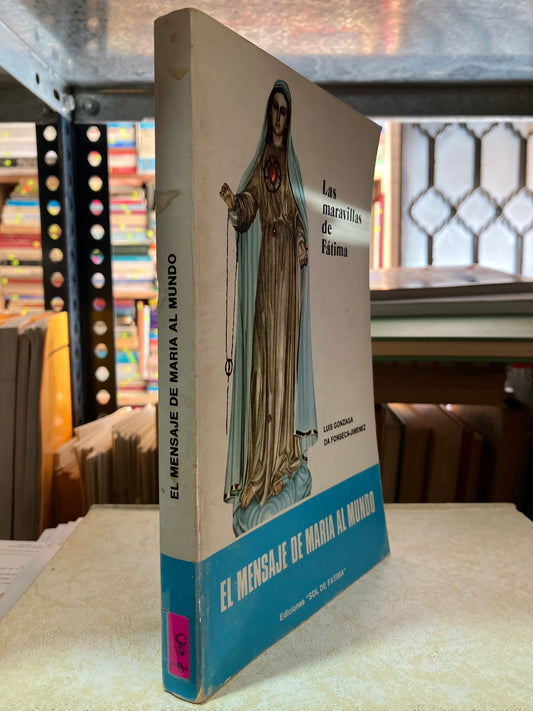 EL MENSAJE DE MARIA AL MUNDO
Las
maravillas
de
Fátima
LUIS GONZAGA
DA FONSECA-JIMENEZ
EL MENSAJE DE MARIA AL MUNDO
Ediciones "SOL DE FATIMA"
60